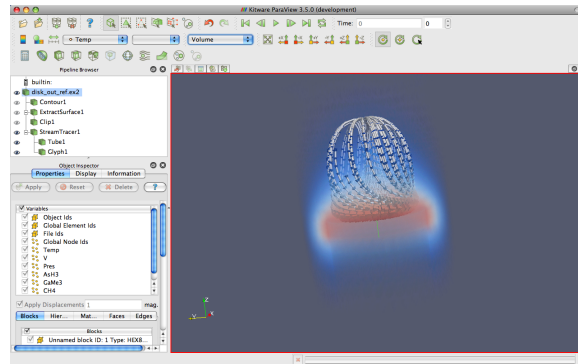 Kitware ParaView 3.5.0 (development)
Time: 0 0
Temp Volume
Pipeline Browser
builtin:
disk_out_ref.ex2
Contour1
ExtractSurface1
Clip1
StreamTracer1
Tube1
Glyph1
Object Inspector
Properties Display Information
Apply Reset Delete ?
Variables
Object Ids
Global Element Ids
File Ids
Global Node Ids
Temp
V
Pres
AsH3
GaMe3
CH4
Apply Displacements 1 mag.
Blocks Hier... Mat... Faces Edges
Blocks
Unnamed block ID: 1 Type: HEX8...
Z
Y
X